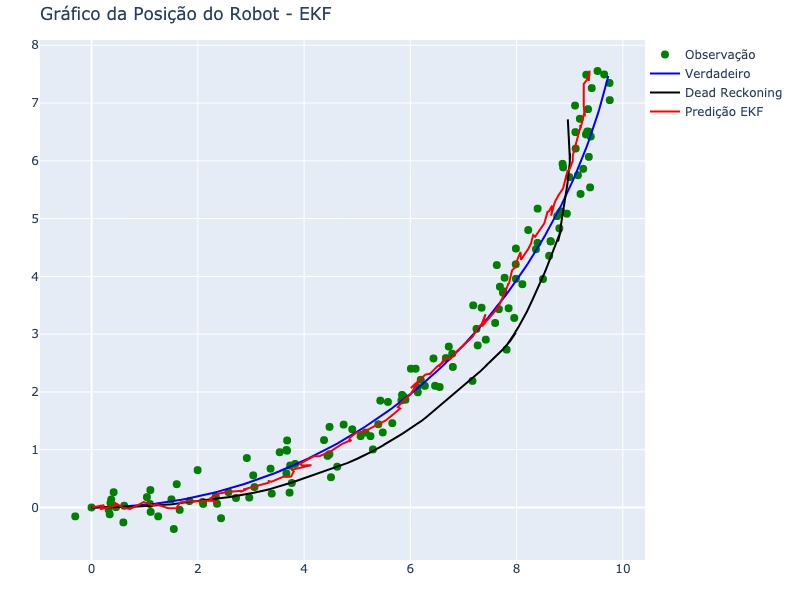 Gráfico da Posição do Robot - EKF
Observação
Verdadeiro
Dead Reckoning
Predição EKF
8
7
6
5
4
3
2
1
0
0 2 4 6 8 10